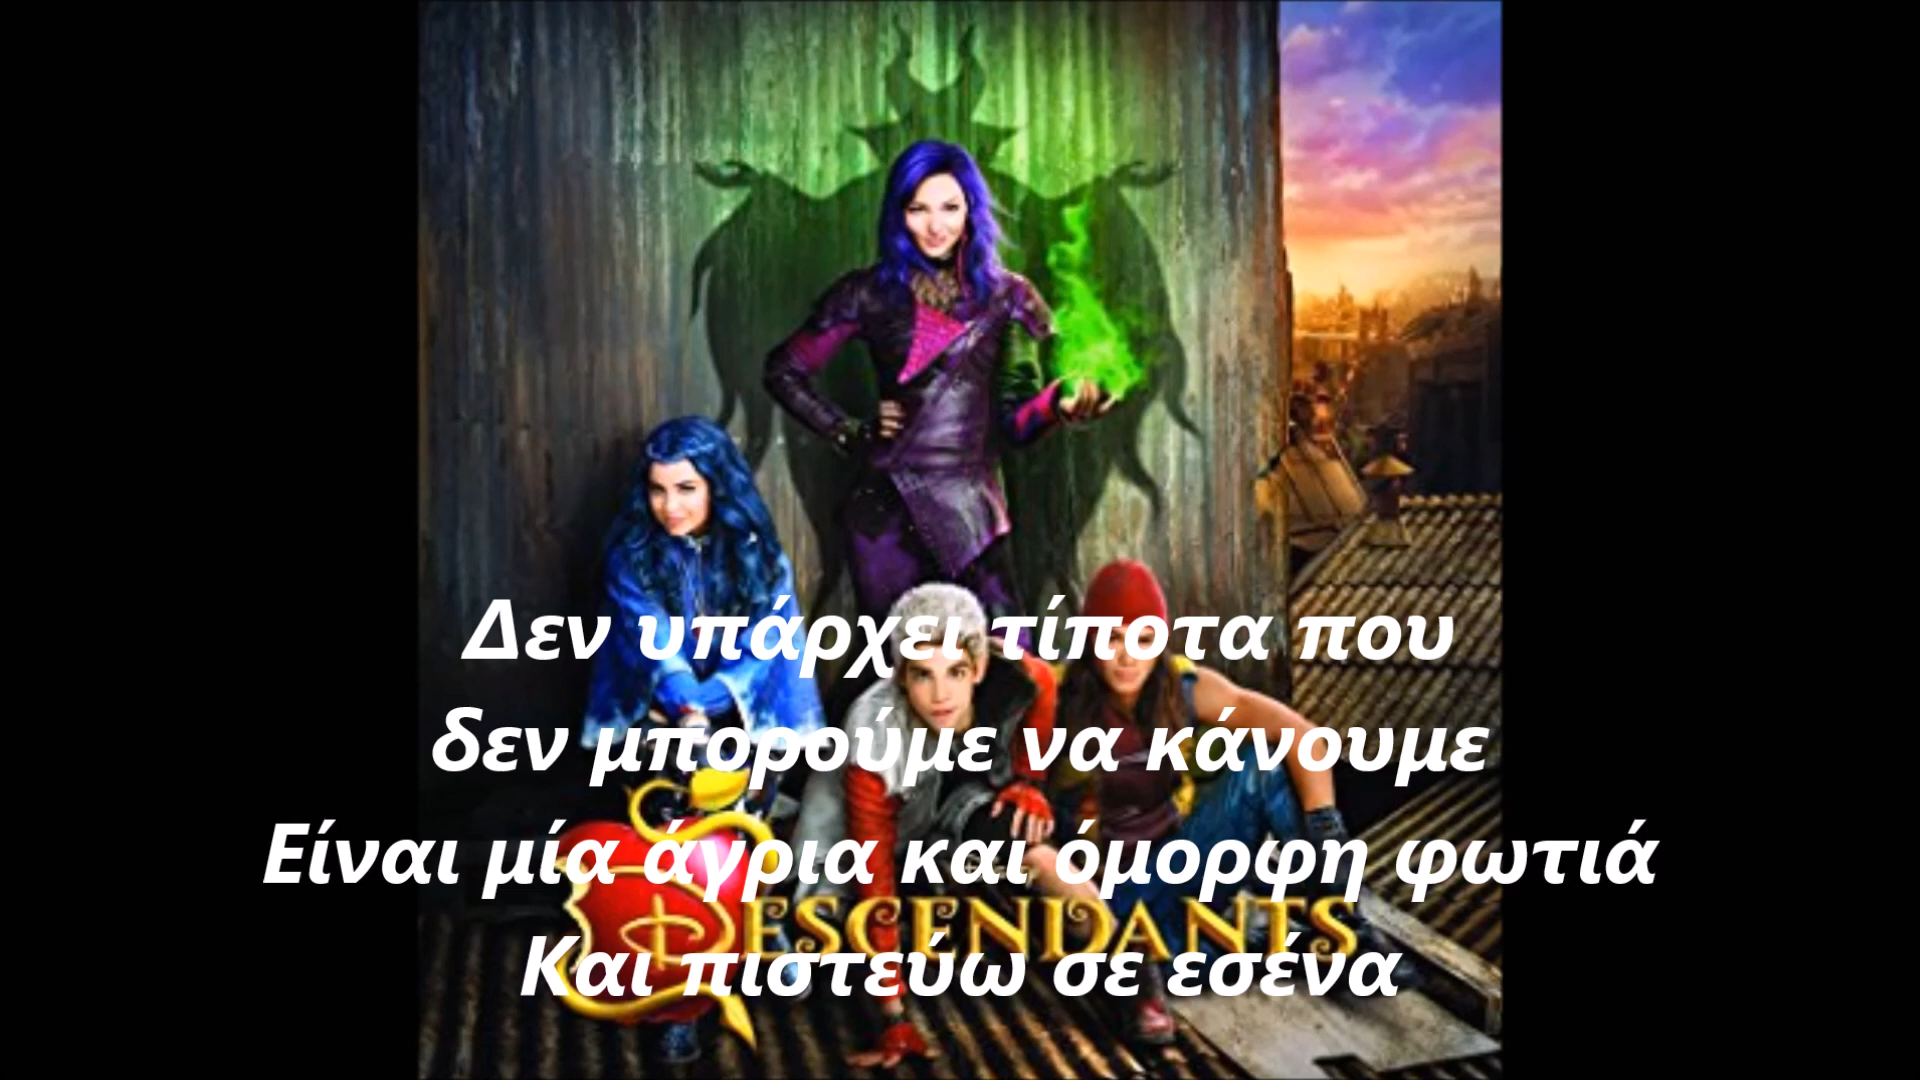 Δεν υπάρχει τίποτα που
δεν μπορούμε να κάνουμε
Είναι μία άγρια και όμορφη φωτιά
DESCENDANTS
Και πιστεύω σε εσένα